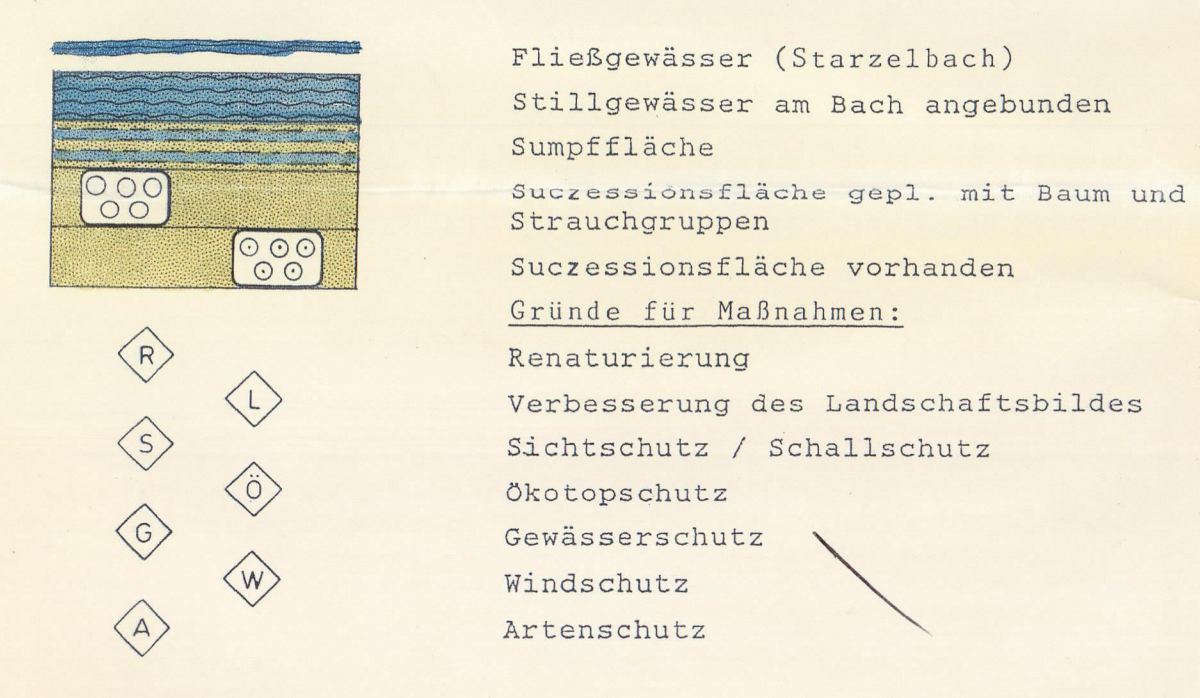 Fließgewässer (Starzelbach)
Stillgewässer am Bach angebunden
Sumpffläche
Suczessionsfläche gepl. mit Baum und
Strauchgruppen
Suczessionsfläche vorhanden
Gründe für Maßnahmen:
R Renaturierung
L Verbesserung des Landschaftsbildes
S Sichtschutz / Schallschutz
Ö Ökotopschutz
G Gewässerschutz
W Windschutz
A Artenschutz